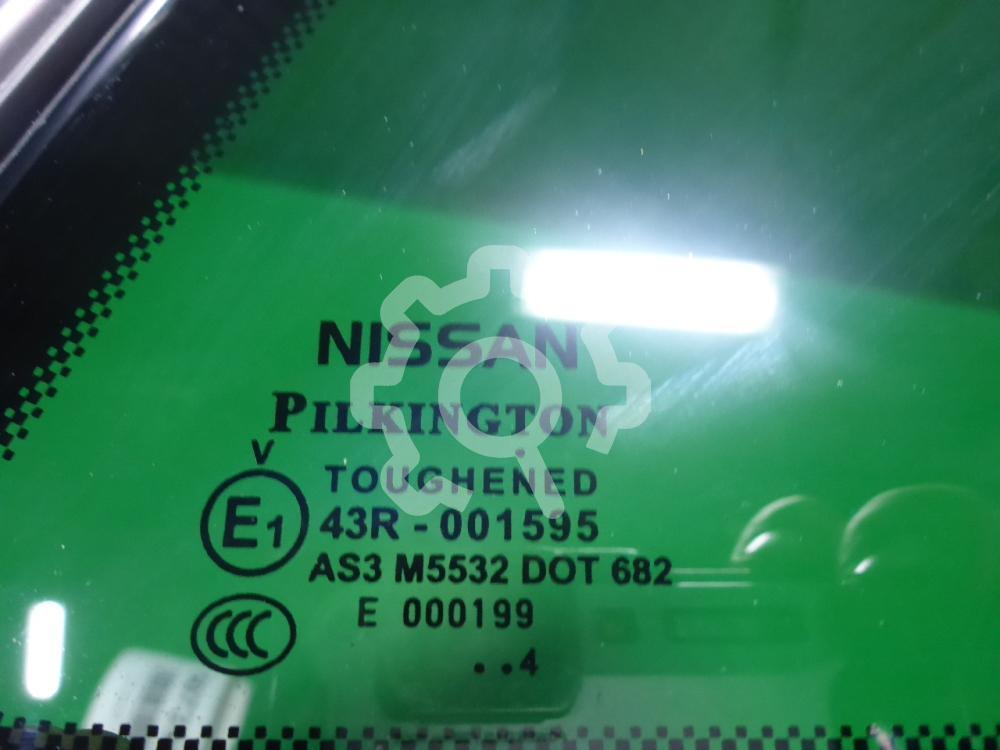 NISSAN
PILKINGTON
V
TOUGHENED
E1 43R - 001595
AS3 M5532 DOT 682
CCC E 000199
. . 4